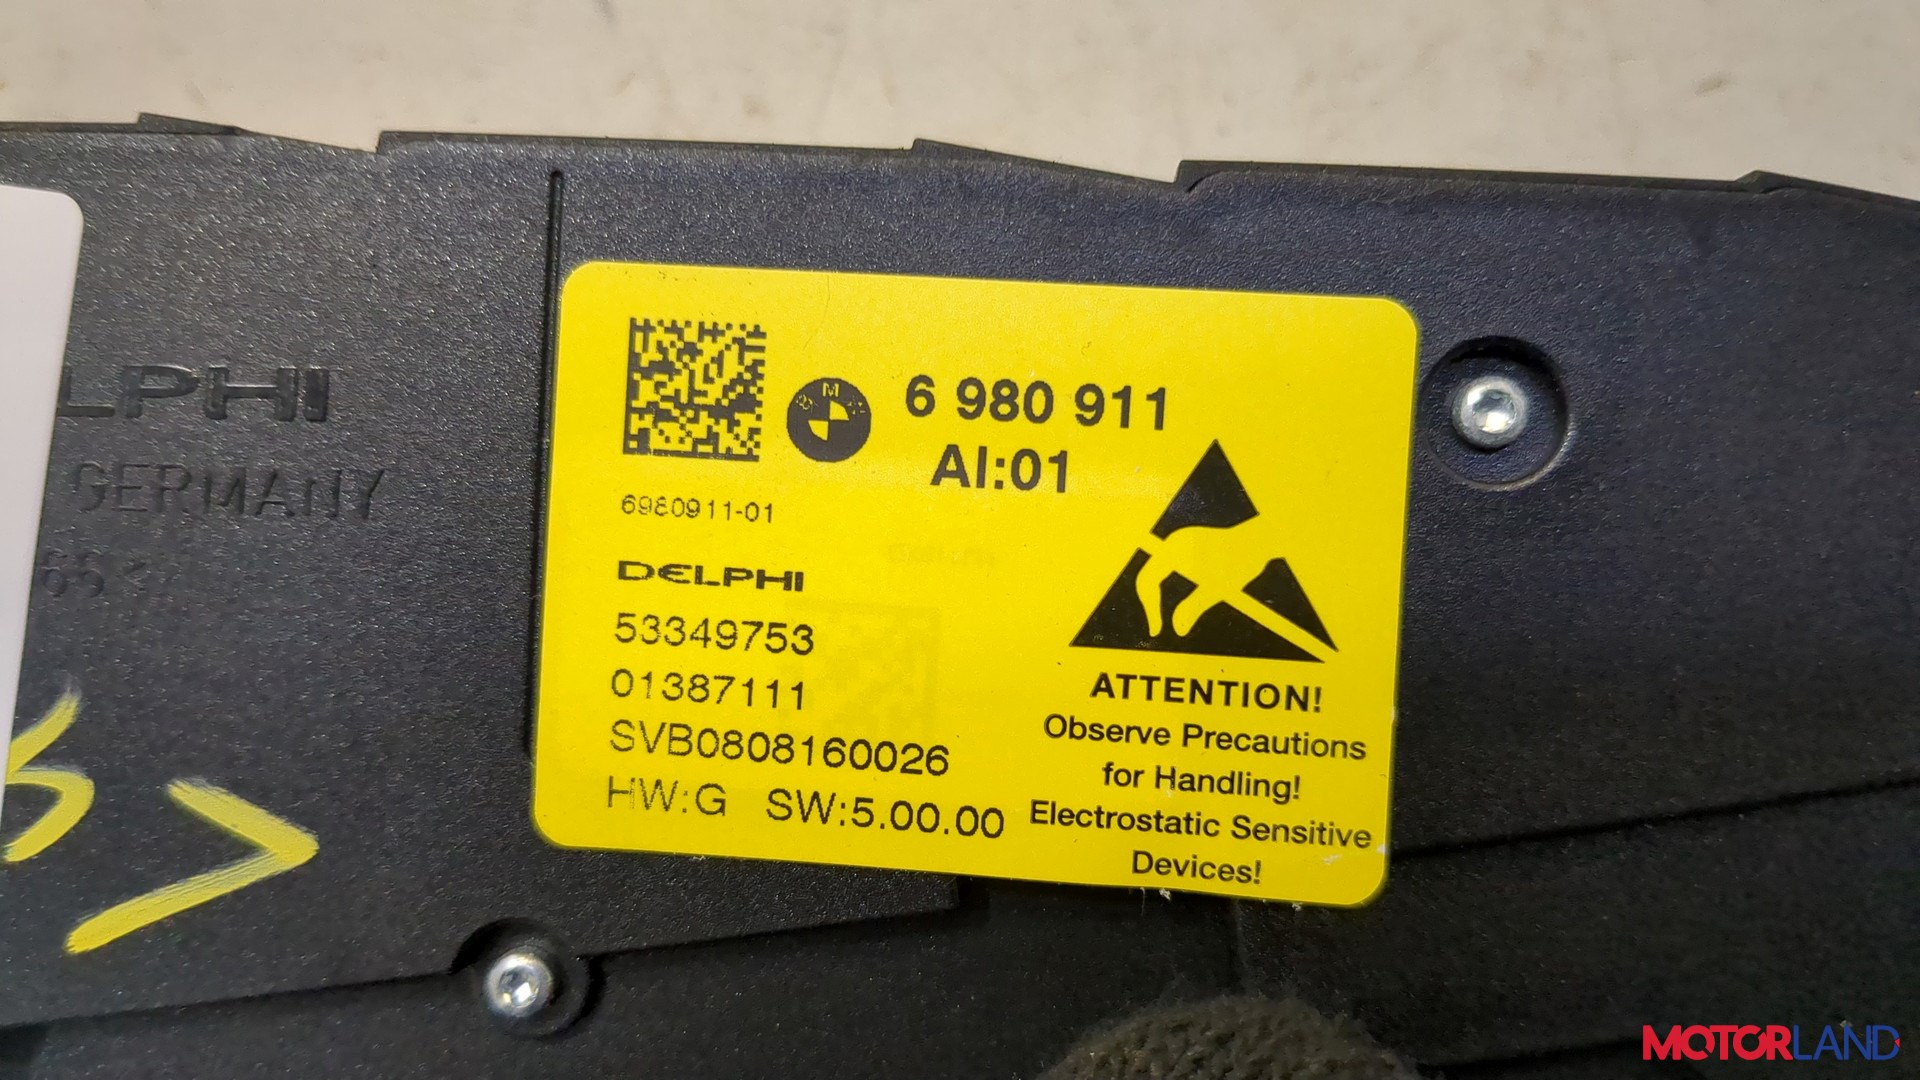 LPHI
GERMANY
66<
6 980 911
AI:01
6980911-01
DELPHI
53349753
01387111
SVB0808160026
HW:G SW:5.00.00
ATTENTION!
Observe Precautions
for Handling!
Electrostatic Sensitive
Devices!
MOTORLAND